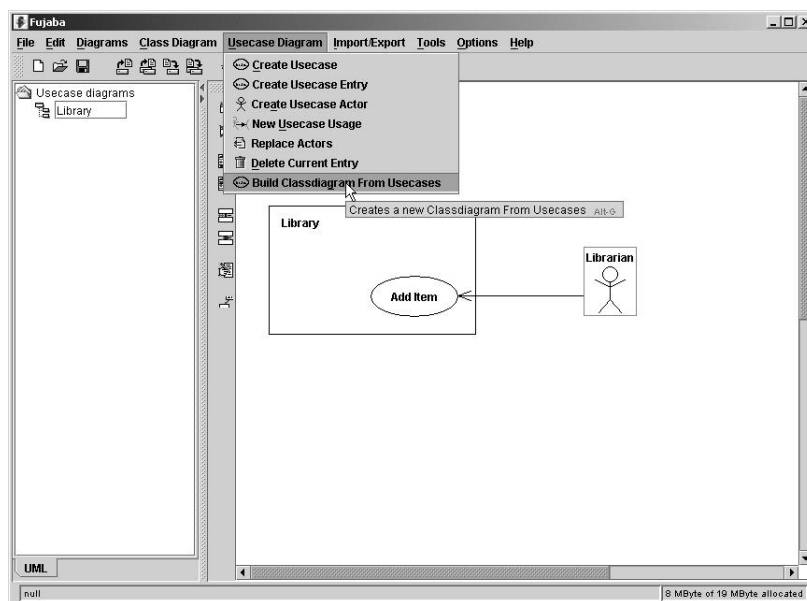 Fujaba
File Edit Diagrams Class Diagram Usecase Diagram Import/Export Tools Options Help
Usecase diagrams
Library
Create Usecase
Create Usecase Entry
Create Usecase Actor
New Usecase Usage
Replace Actors
Delete Current Entry
Build Classdiagram From Usecases
Creates a new Classdiagram From Usecases Alt-G
Library
Librarian
Add Item
UML
null
8 MByte of 19 MByte allocated